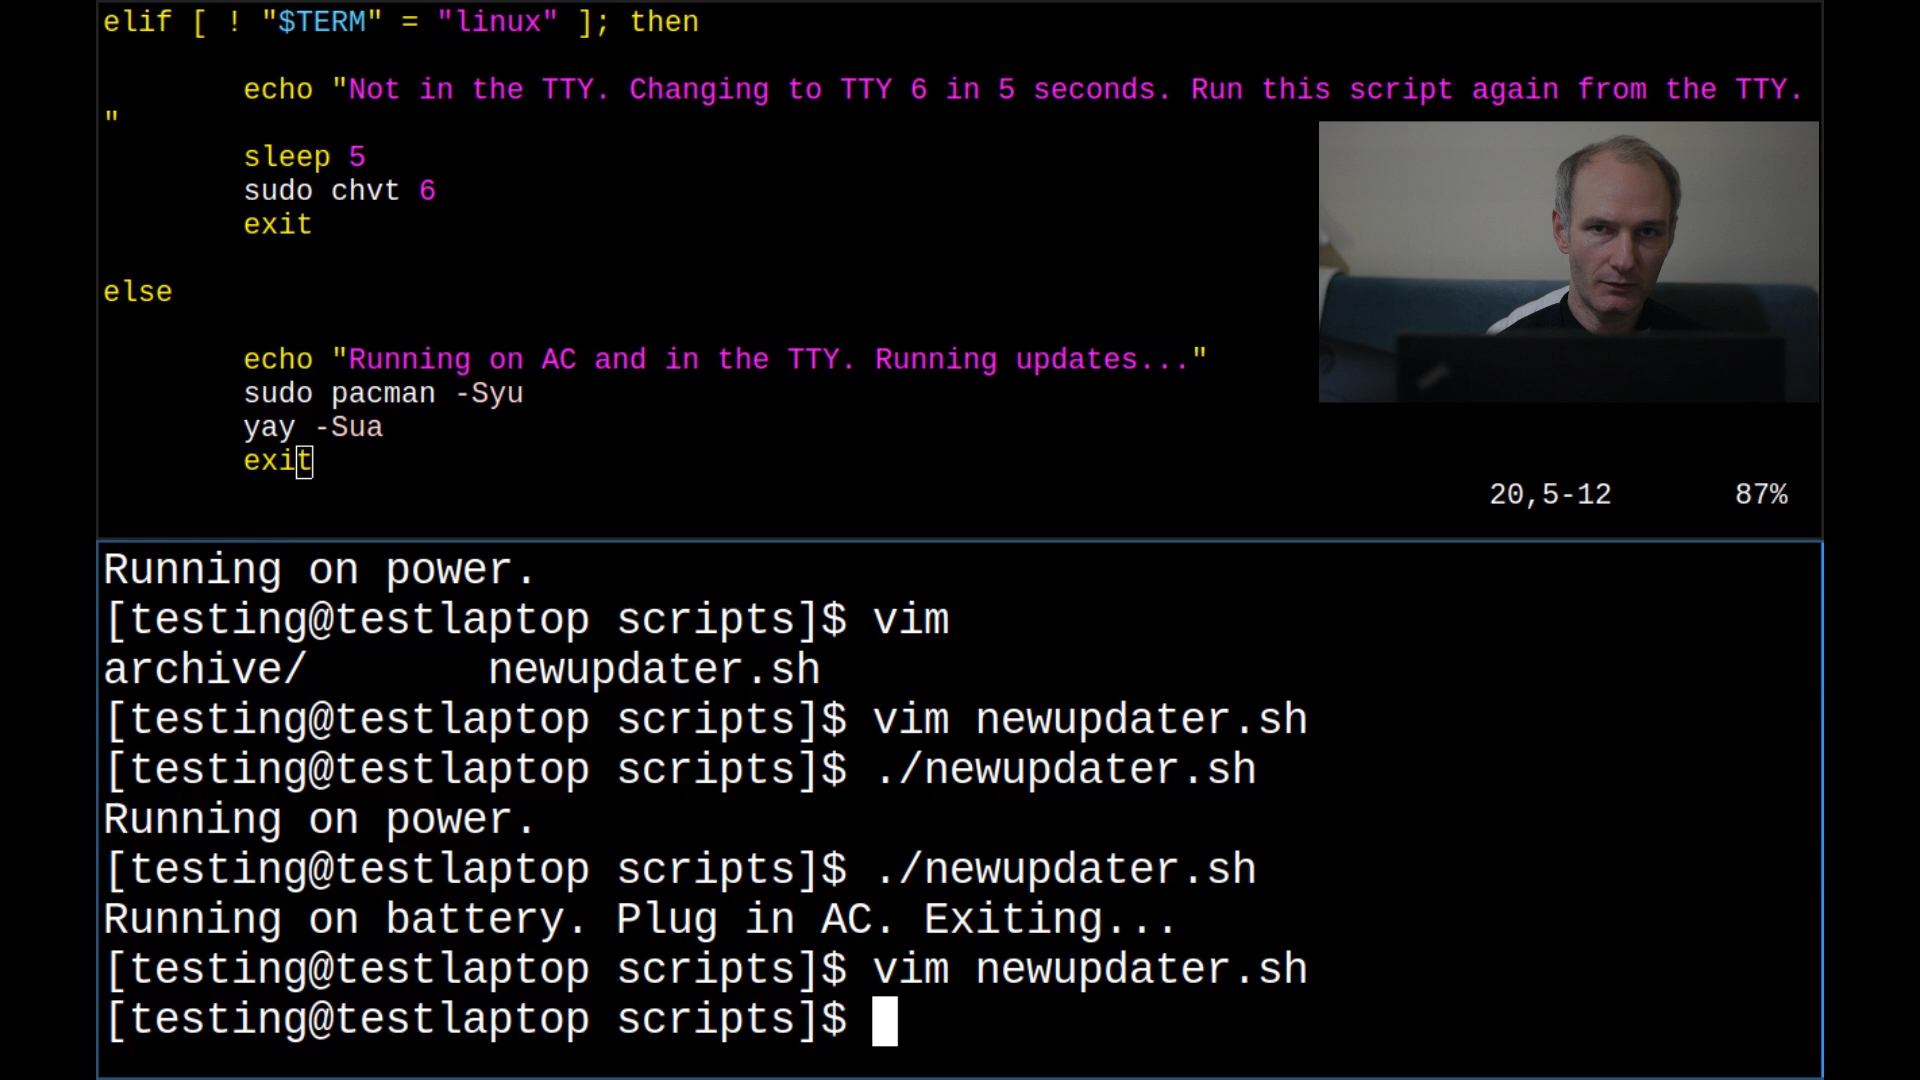 elif [ ! "$TERM" = "linux" ]; then
echo "Not in the TTY. Changing to TTY 6 in 5 seconds. Run this script again from the TTY.
"
sleep 5
sudo chvt 6
exit
else
echo "Running on AC and in the TTY. Running updates..."
sudo pacman -Syu
yay -Sua
exit
20,5-12 87%
Running on power.
[testing@testlaptop scripts]$ vim
archive/ newupdater.sh
[testing@testlaptop scripts]$ vim newupdater.sh
[testing@testlaptop scripts]$ ./newupdater.sh
Running on power.
[testing@testlaptop scripts]$ ./newupdater.sh
Running on battery. Plug in AC. Exiting...
[testing@testlaptop scripts]$ vim newupdater.sh
[testing@testlaptop scripts]$